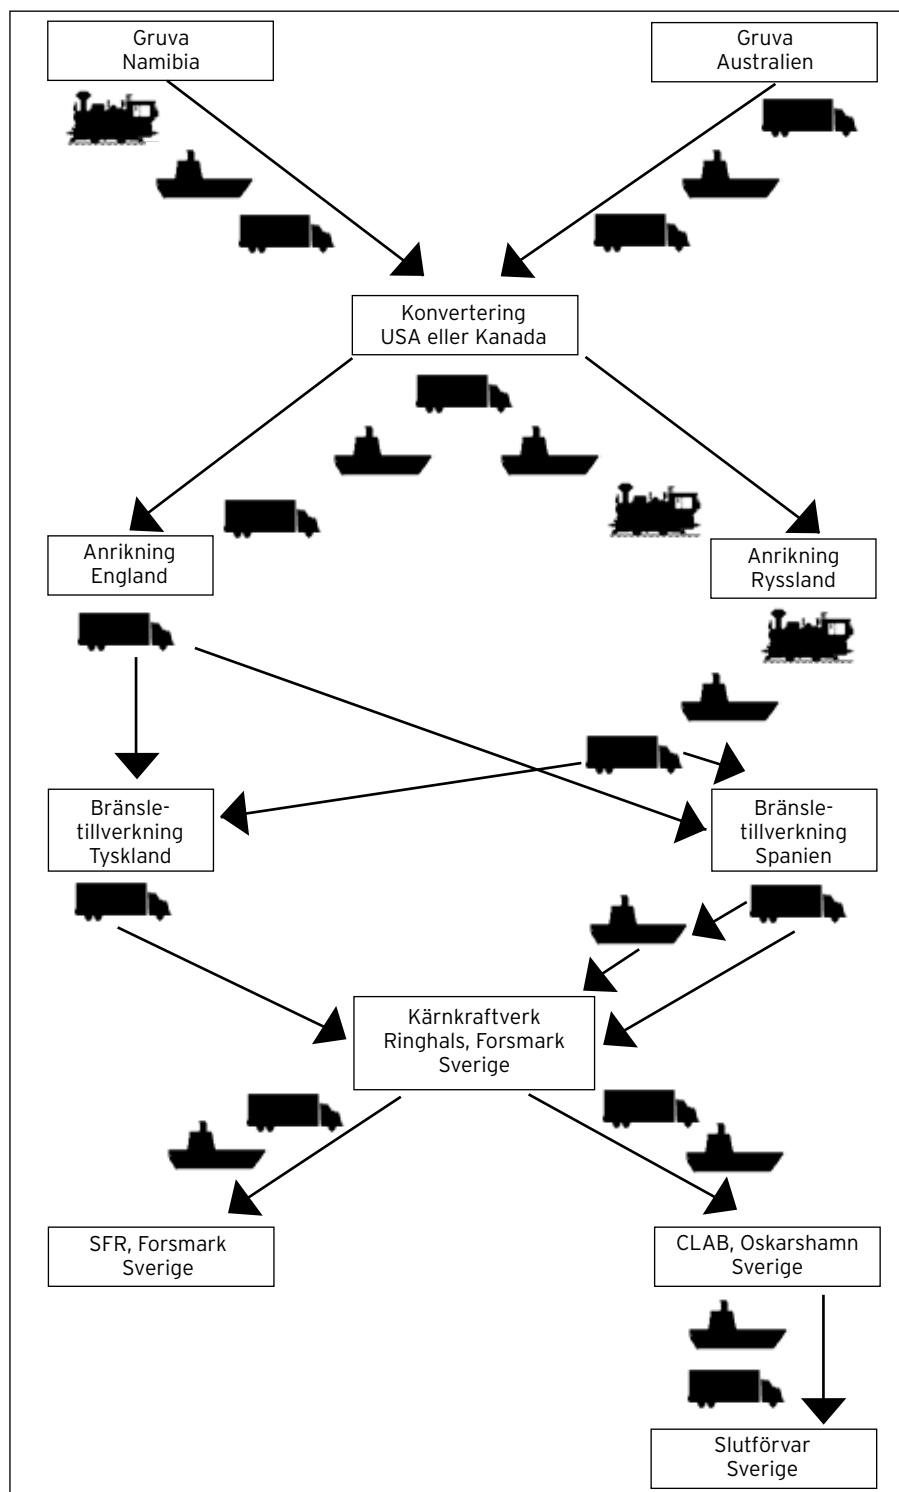 Gruva
Namibia
Gruva
Australien
Konvertering
USA eller Kanada
Anrikning
England
Anrikning
Ryssland
Bränsle-
tillverkning
Tyskland
Bränsle-
tillverkning
Spanien
Kärnkraftverk
Ringhals, Forsmark
Sverige
SFR, Forsmark
Sverige
CLAB, Oskarshamn
Sverige
Slutförvar
Sverige